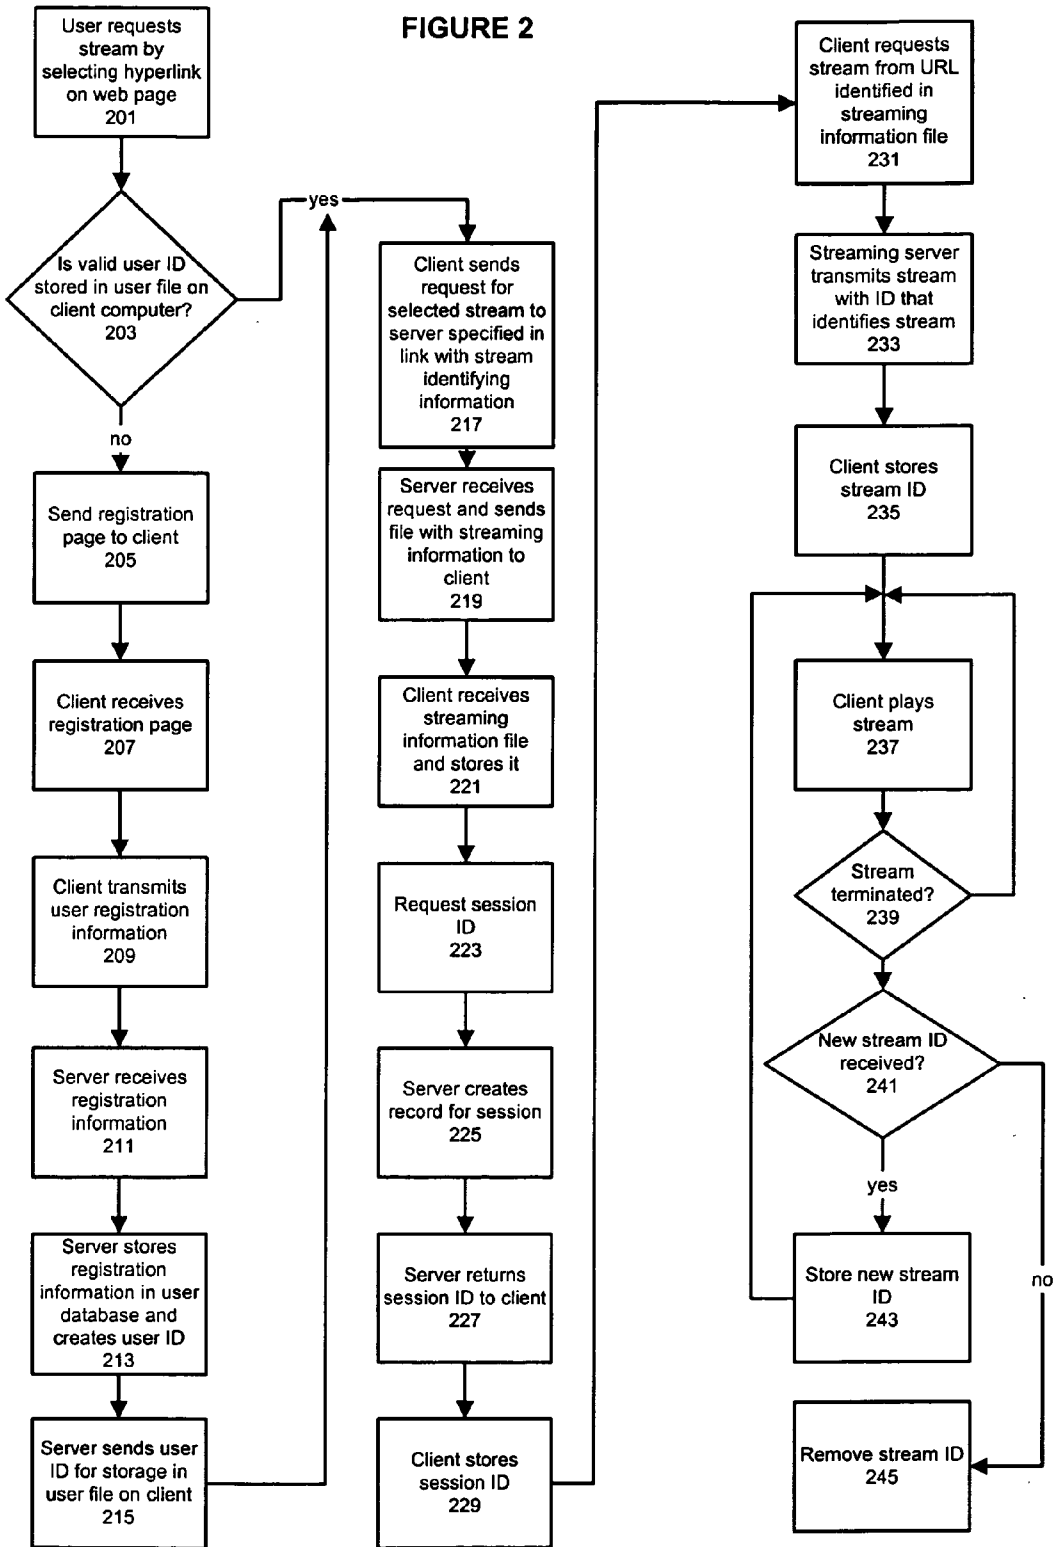 FIGURE 2
User requests
stream by
selecting hyperlink
on web page
201
Is valid user ID
stored in user file on
client computer?
203
yes
no
Send registration
page to client
205
Client receives
registration page
207
Client transmits
user registration
information
209
Server receives
registration
information
211
Server stores
registration
information in user
database and
creates user ID
213
Server sends user
ID for storage in
user file on client
215
Client sends
request for
selected stream to
server specified in
link with stream
identifying
information
217
Server receives
request and sends
file with streaming
information to
client
219
Client receives
streaming
information file
and stores it
221
Request session
ID
223
Server creates
record for session
225
Server returns
session ID to client
227
Client stores
session ID
229
Client requests
stream from URL
identified in
streaming
information file
231
Streaming server
transmits stream
with ID that
identifies stream
233
Client stores
stream ID
235
Client plays
stream
237
Stream
terminated?
239
New stream ID
received?
241
yes
no
Store new stream
ID
243
Remove stream ID
245